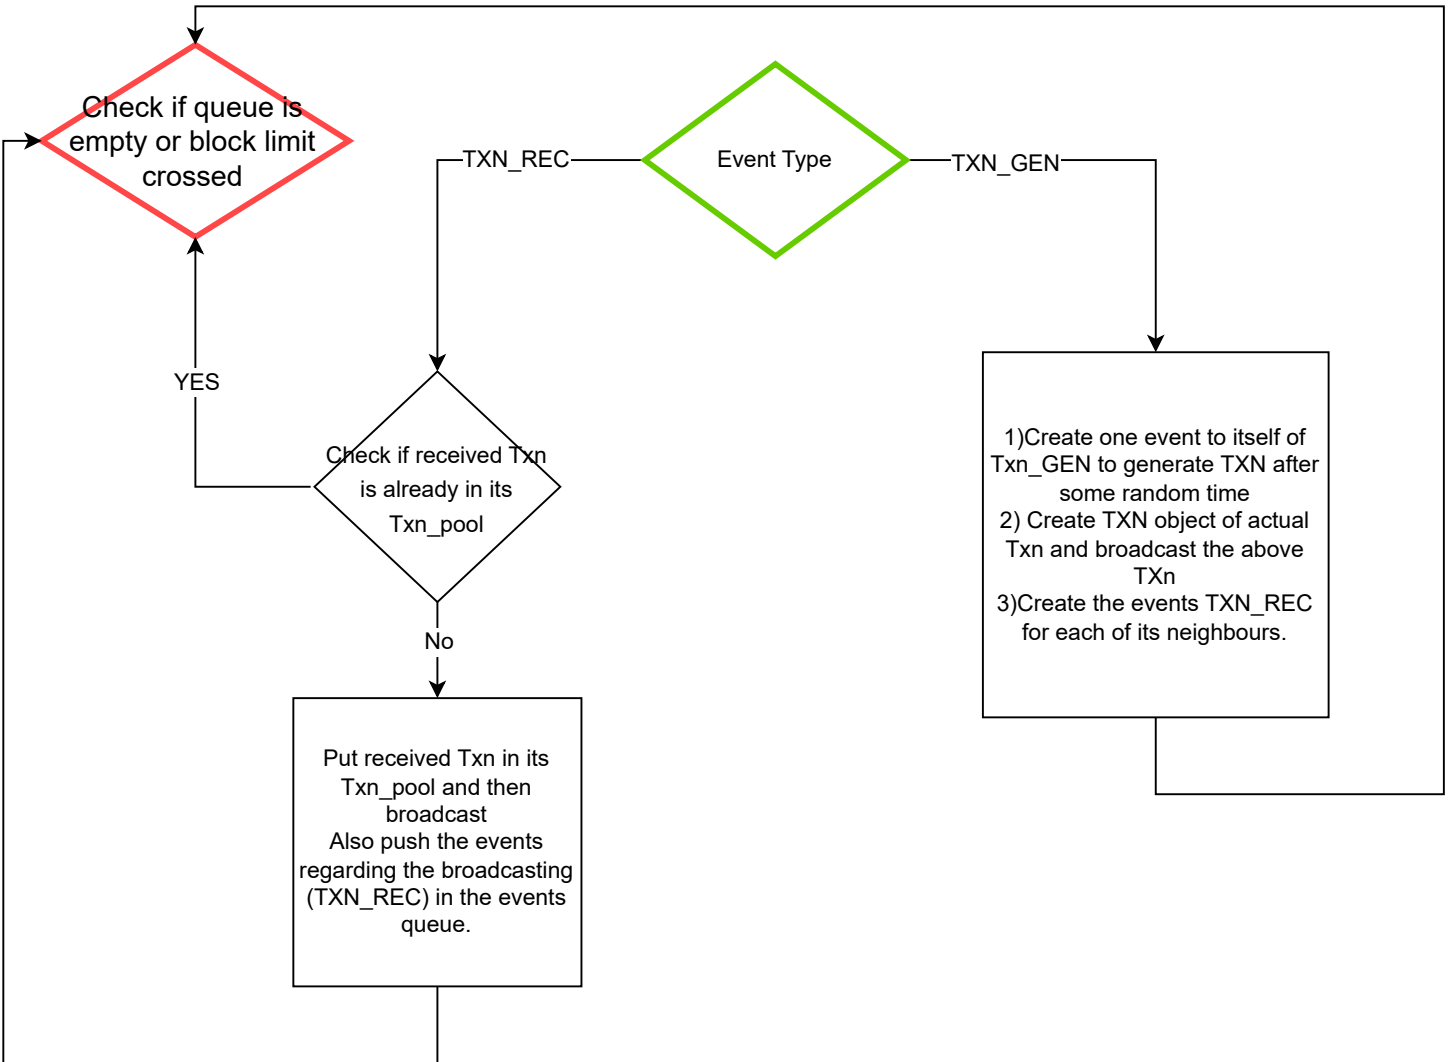 Check if queue is
empty or block limit
crossed
TXN_REC
Event Type
TXN_GEN
YES
Check if received Txn
is already in its
Txn_pool
No
1)Create one event to itself of
Txn_GEN to generate TXN after
some random time
2) Create TXN object of actual
Txn and broadcast the above
TXn
3)Create the events TXN_REC
for each of its neighbours.
Put received Txn in its
Txn_pool and then
broadcast
Also push the events
regarding the broadcasting
(TXN_REC) in the events
queue.